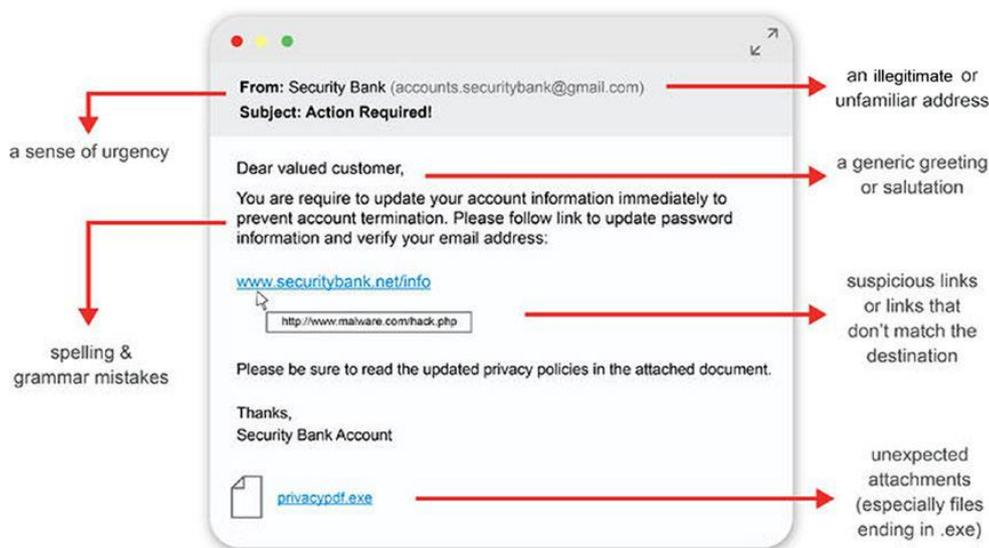 From: Security Bank (accounts.securitybank@gmail.com)
Subject: Action Required!
a sense of urgency
an illegitimate or
unfamiliar address
Dear valued customer,
a generic greeting
or salutation
You are require to update your account information immediately to
prevent account termination. Please follow link to update password
information and verify your email address:
spelling &
grammar mistakes
www.securitybank.net/info
http://www.malware.com/hack.php
suspicious links
or links that
don't match the
destination
Please be sure to read the updated privacy policies in the attached document.
Thanks,
Security Bank Account
privacypdf.exe
unexpected
attachments
(especially files
ending in .exe)